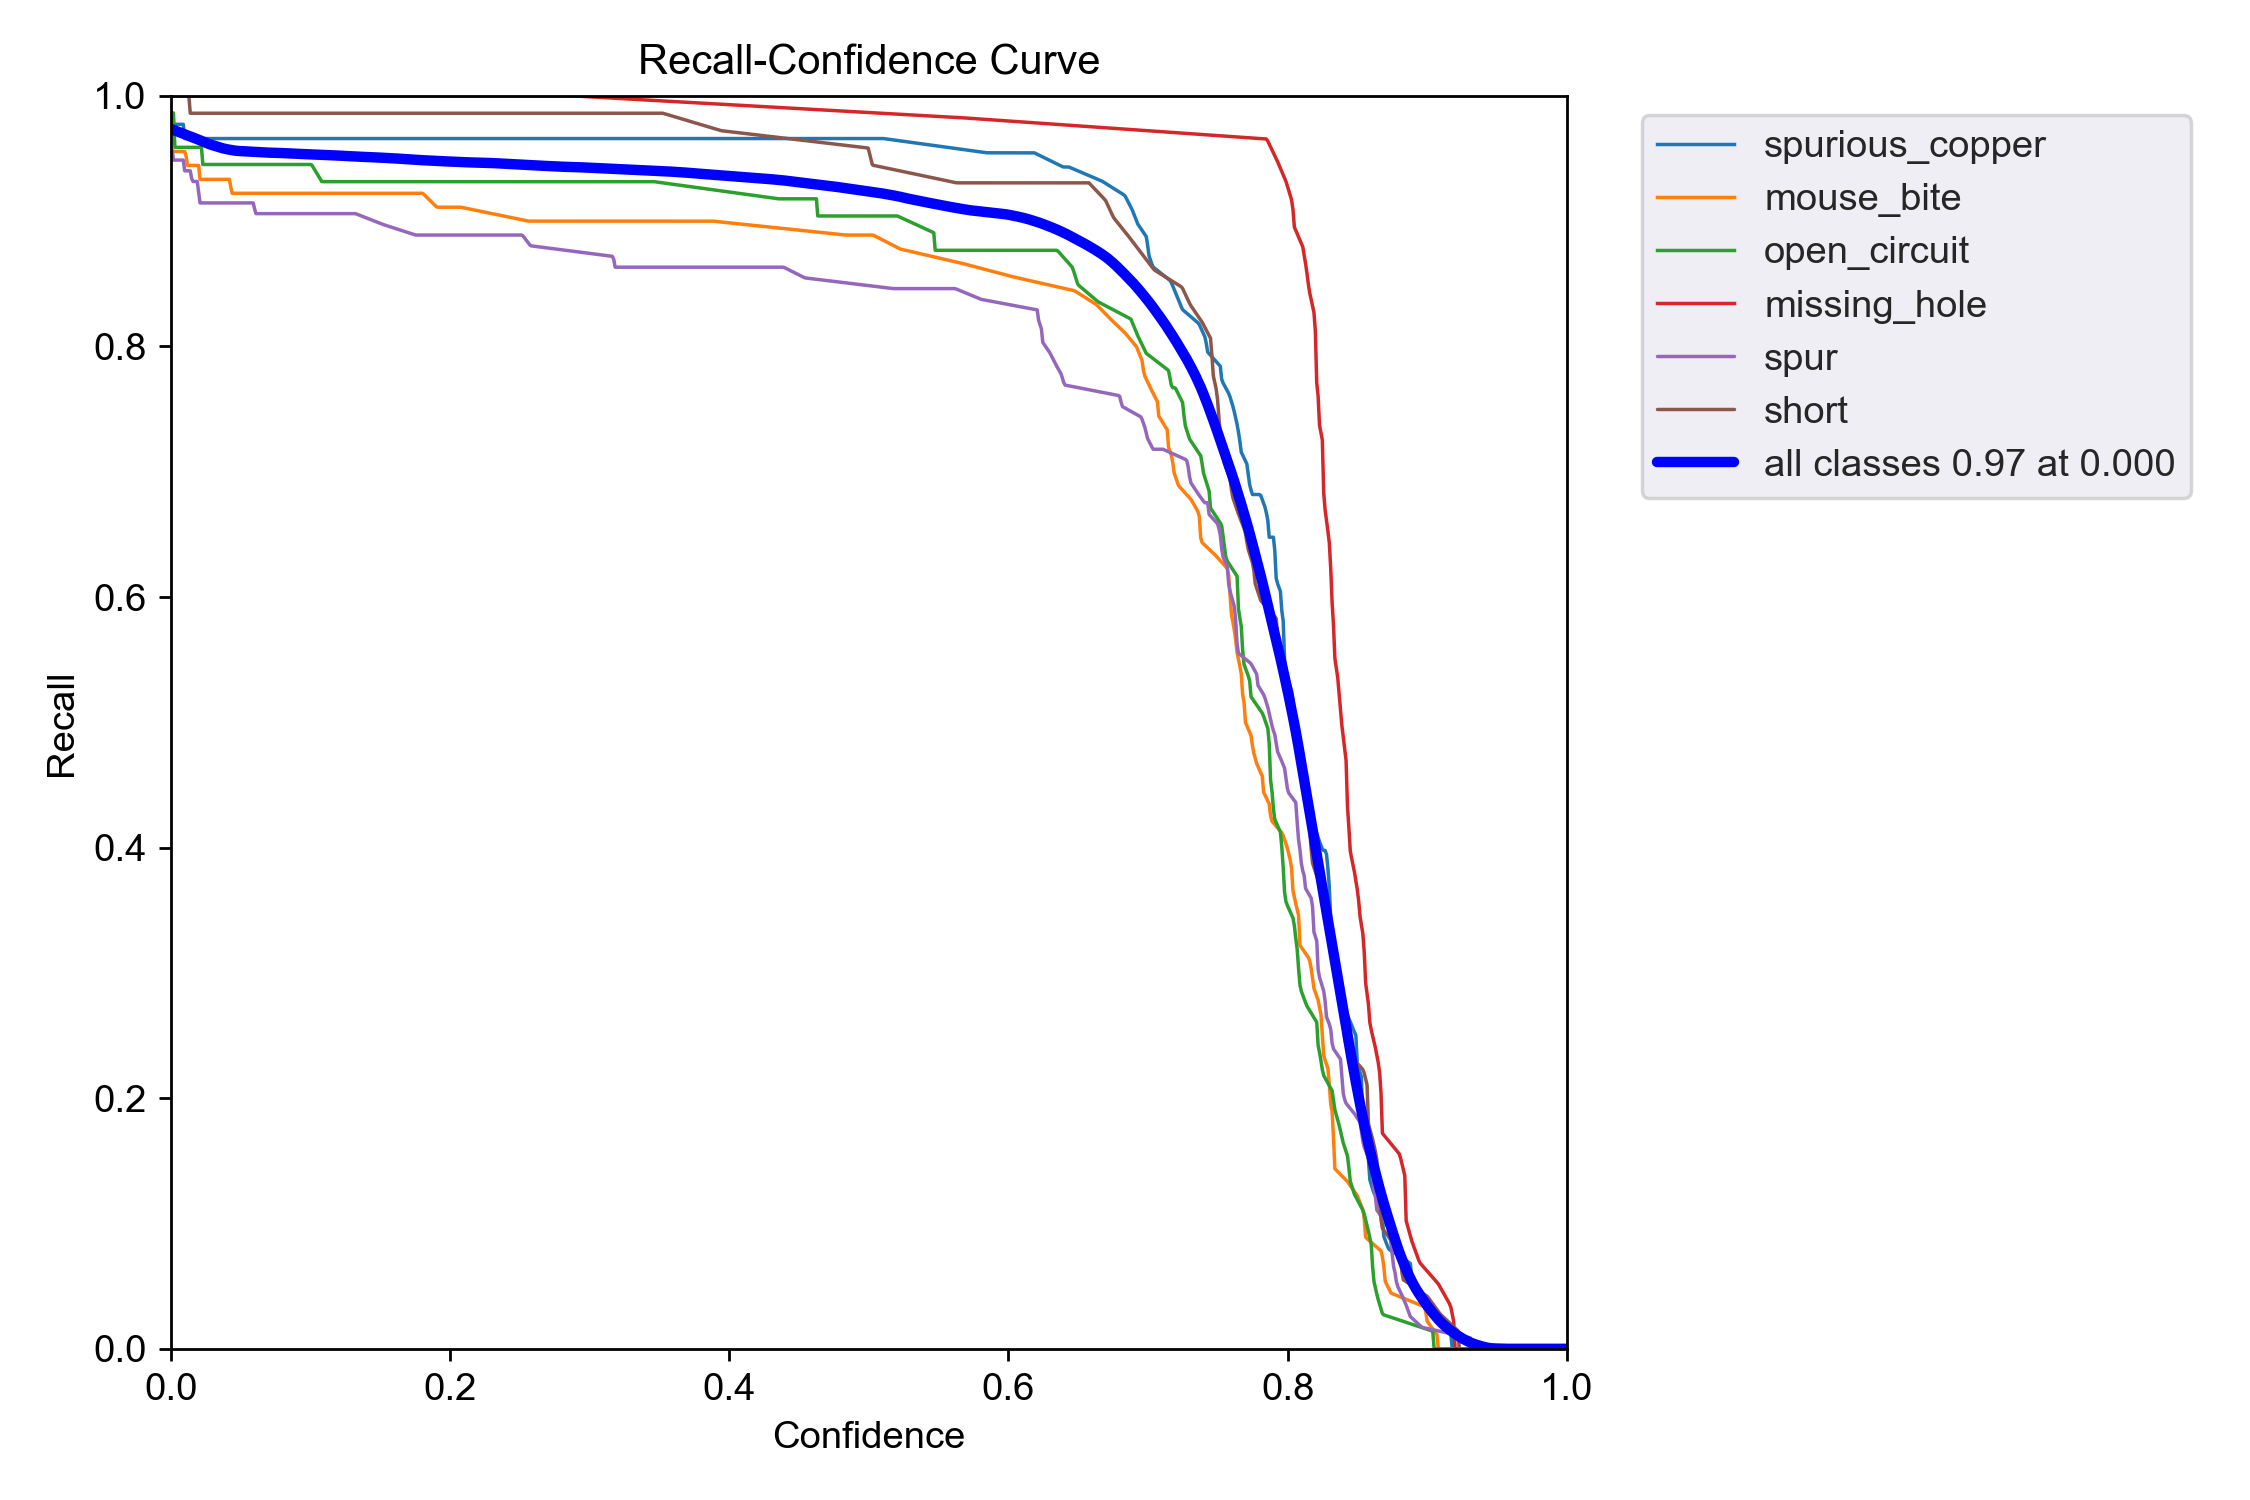 Recall-Confidence Curve
1.0
0.8
0.6
0.4
0.2
0.0
Recall
0.0 0.2 0.4 0.6 0.8 1.0
Confidence
spurious_copper
mouse_bite
open_circuit
missing_hole
spur
short
all classes 0.97 at 0.000